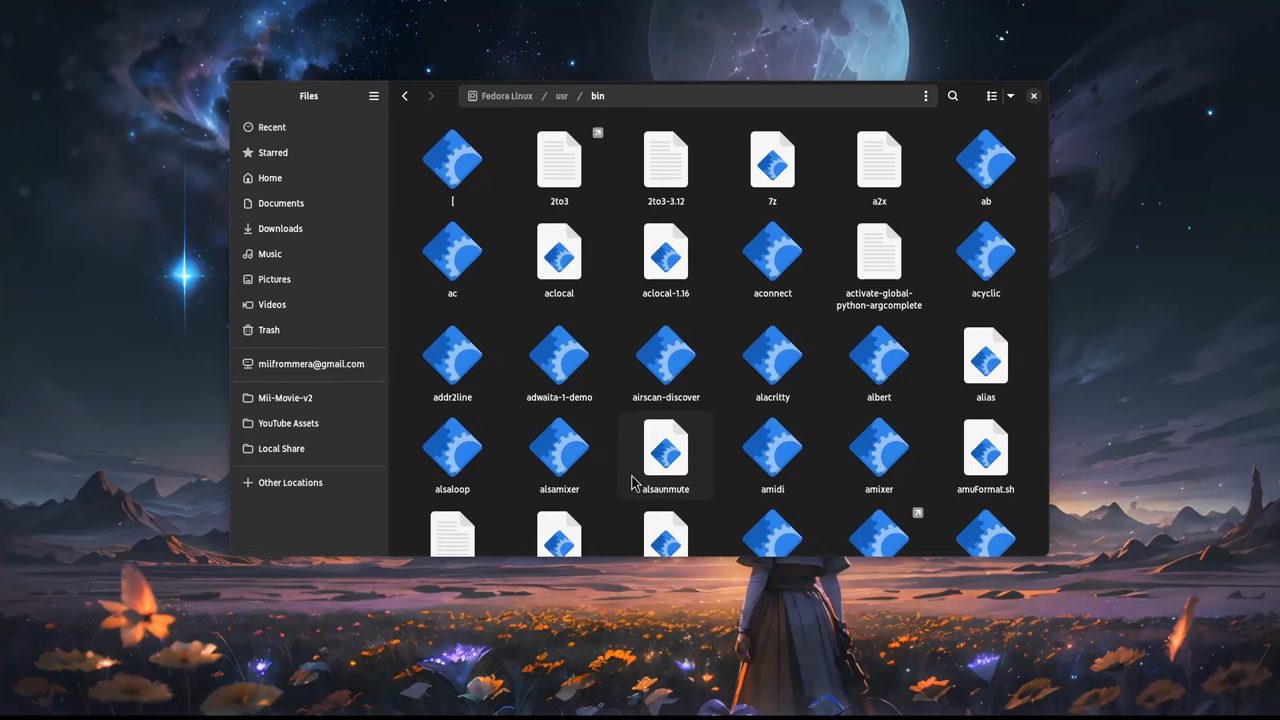 Files
Fedora Linux / usr / bin
Recent
Starred
Home
Documents
Downloads
Music
Pictures
Videos
Trash
miifrommera@gmail.com
Mii-Movie-v2
YouTube Assets
Local Share
Other Locations
[
2to3
2to3-3.12
7z
a2x
ab
ac
aclocal
aclocal-1.16
aconnect
activate-global-
python-argcomplete
acyclic
addr2line
adwaita-1-demo
airscan-discover
alacritty
albert
alias
alsaloop
alsamixer
alsaunmute
amidi
amixer
amuFormat.sh